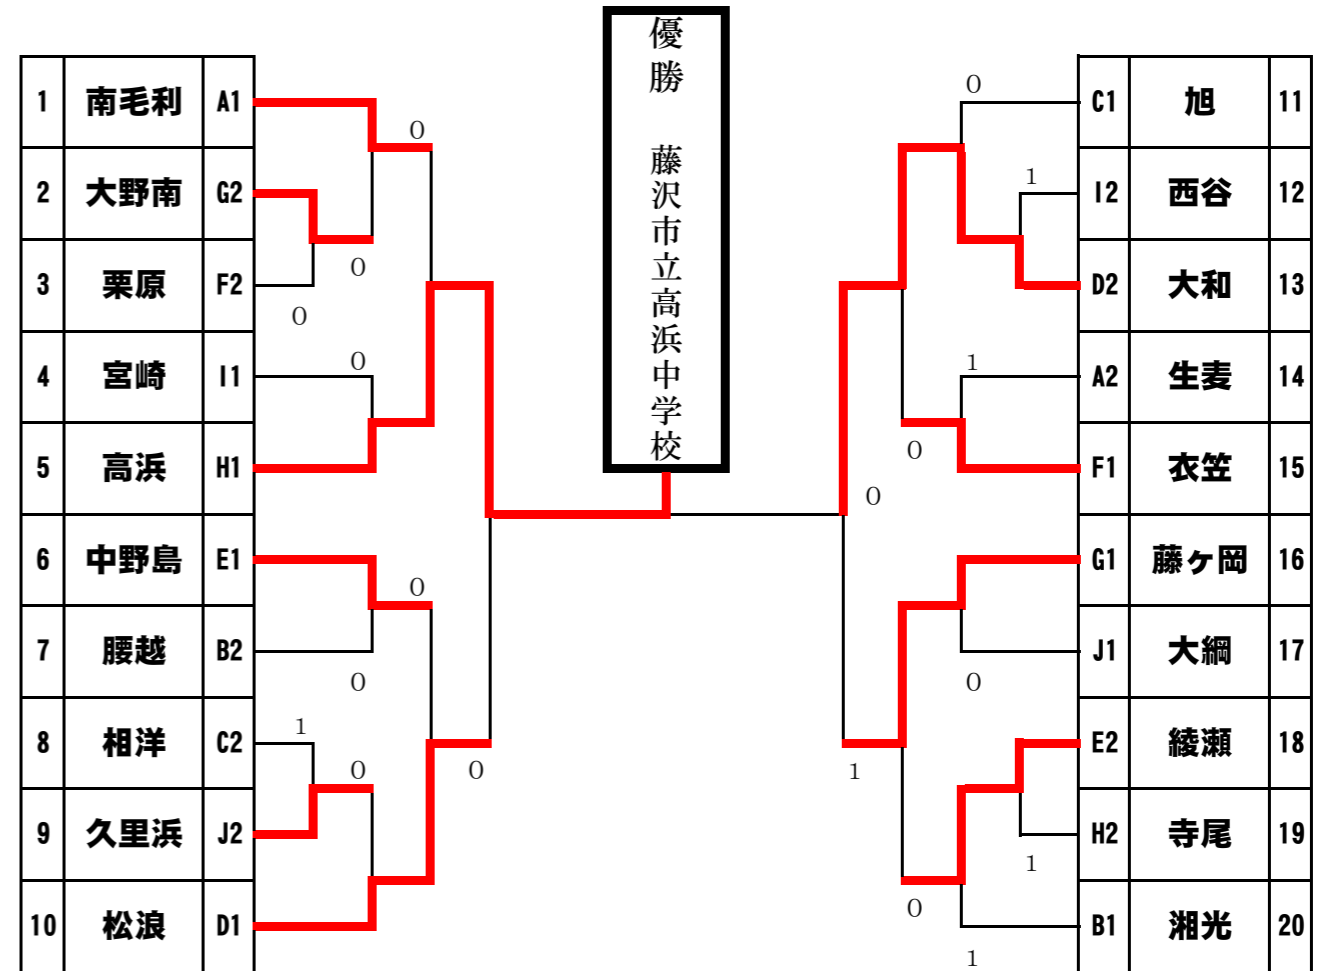 優勝 藤沢市立高浜中学校
1 南毛利 A1
0
2 大野南 G2
0
3 栗原 F2
0
4 宮崎 I1
0
5 高浜 H1
6 中野島 E1
0
7 腰越 B2
0
8 相洋 C2
1
0
0
9 久里浜 J2
10 松浪 D1
0
C1 旭 11
1
I2 西谷 12
D2 大和 13
1
A2 生麦 14
0
F1 衣笠 15
0
G1 藤ヶ岡 16
J1 大綱 17
0
E2 綾瀬 18
1
H2 寺尾 19
1
0
B1 湘光 20
1